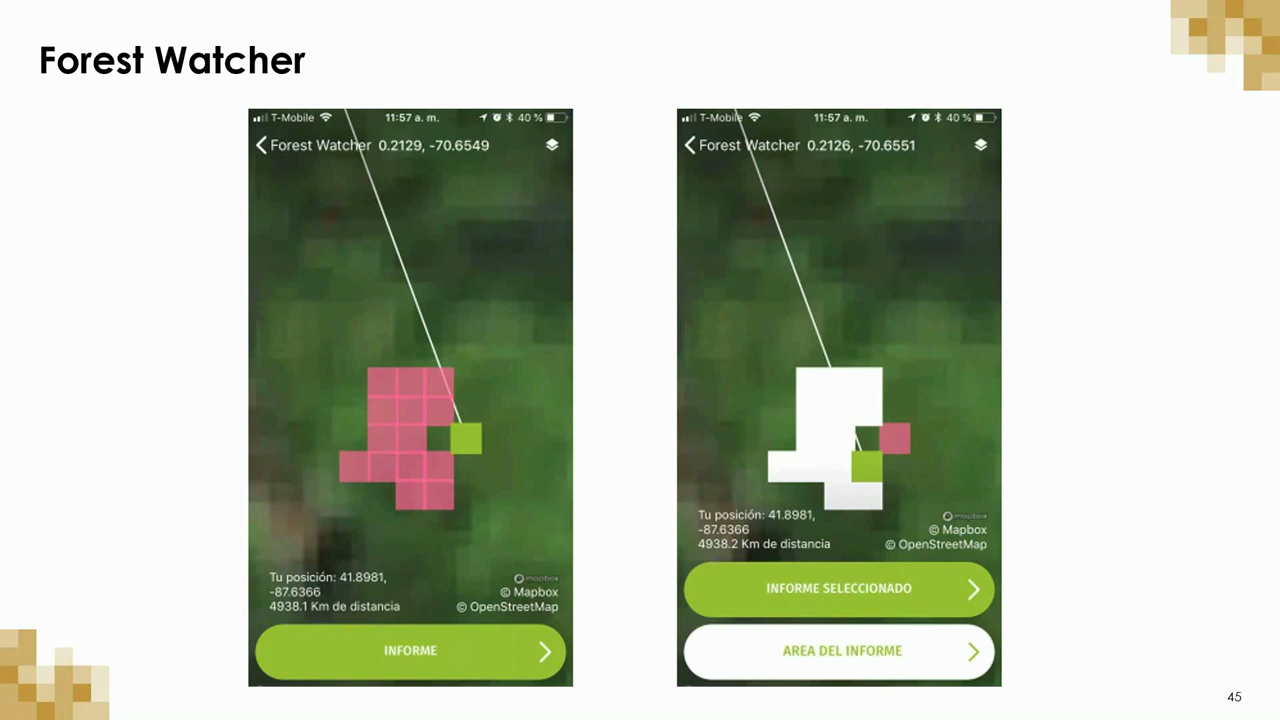 Forest Watcher
T-Mobile 11:57 a. m. 40 %
Forest Watcher 0.2129, -70.6549
Tu posición: 41.8981,
-87.6366
4938.1 Km de distancia
mapbox
© Mapbox
© OpenStreetMap
INFORME
T-Mobile 11:57 a. m. 40 %
Forest Watcher 0.2126, -70.6551
Tu posición: 41.8981,
-87.6366
4938.2 Km de distancia
mapbox
© Mapbox
© OpenStreetMap
INFORME SELECCIONADO
AREA DEL INFORME
45